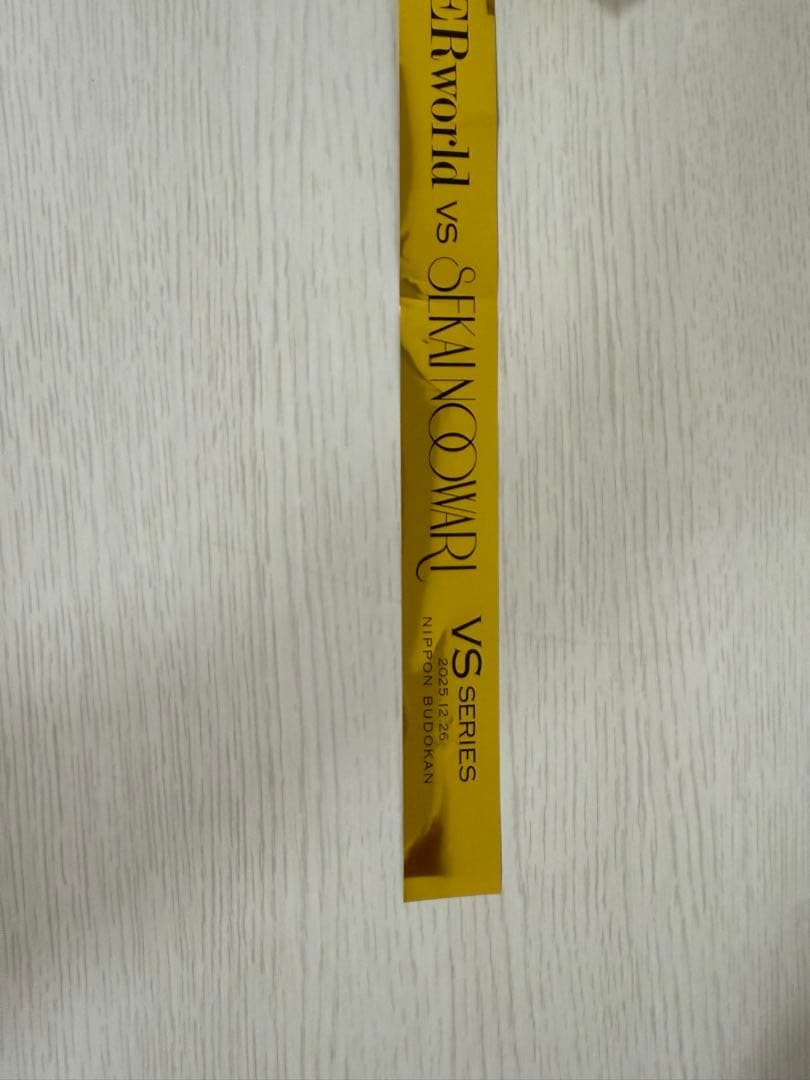 ERworld VS SEKAI NO OWARI
VS SERIES
2025 12 26
NIPPON BUDOKAN